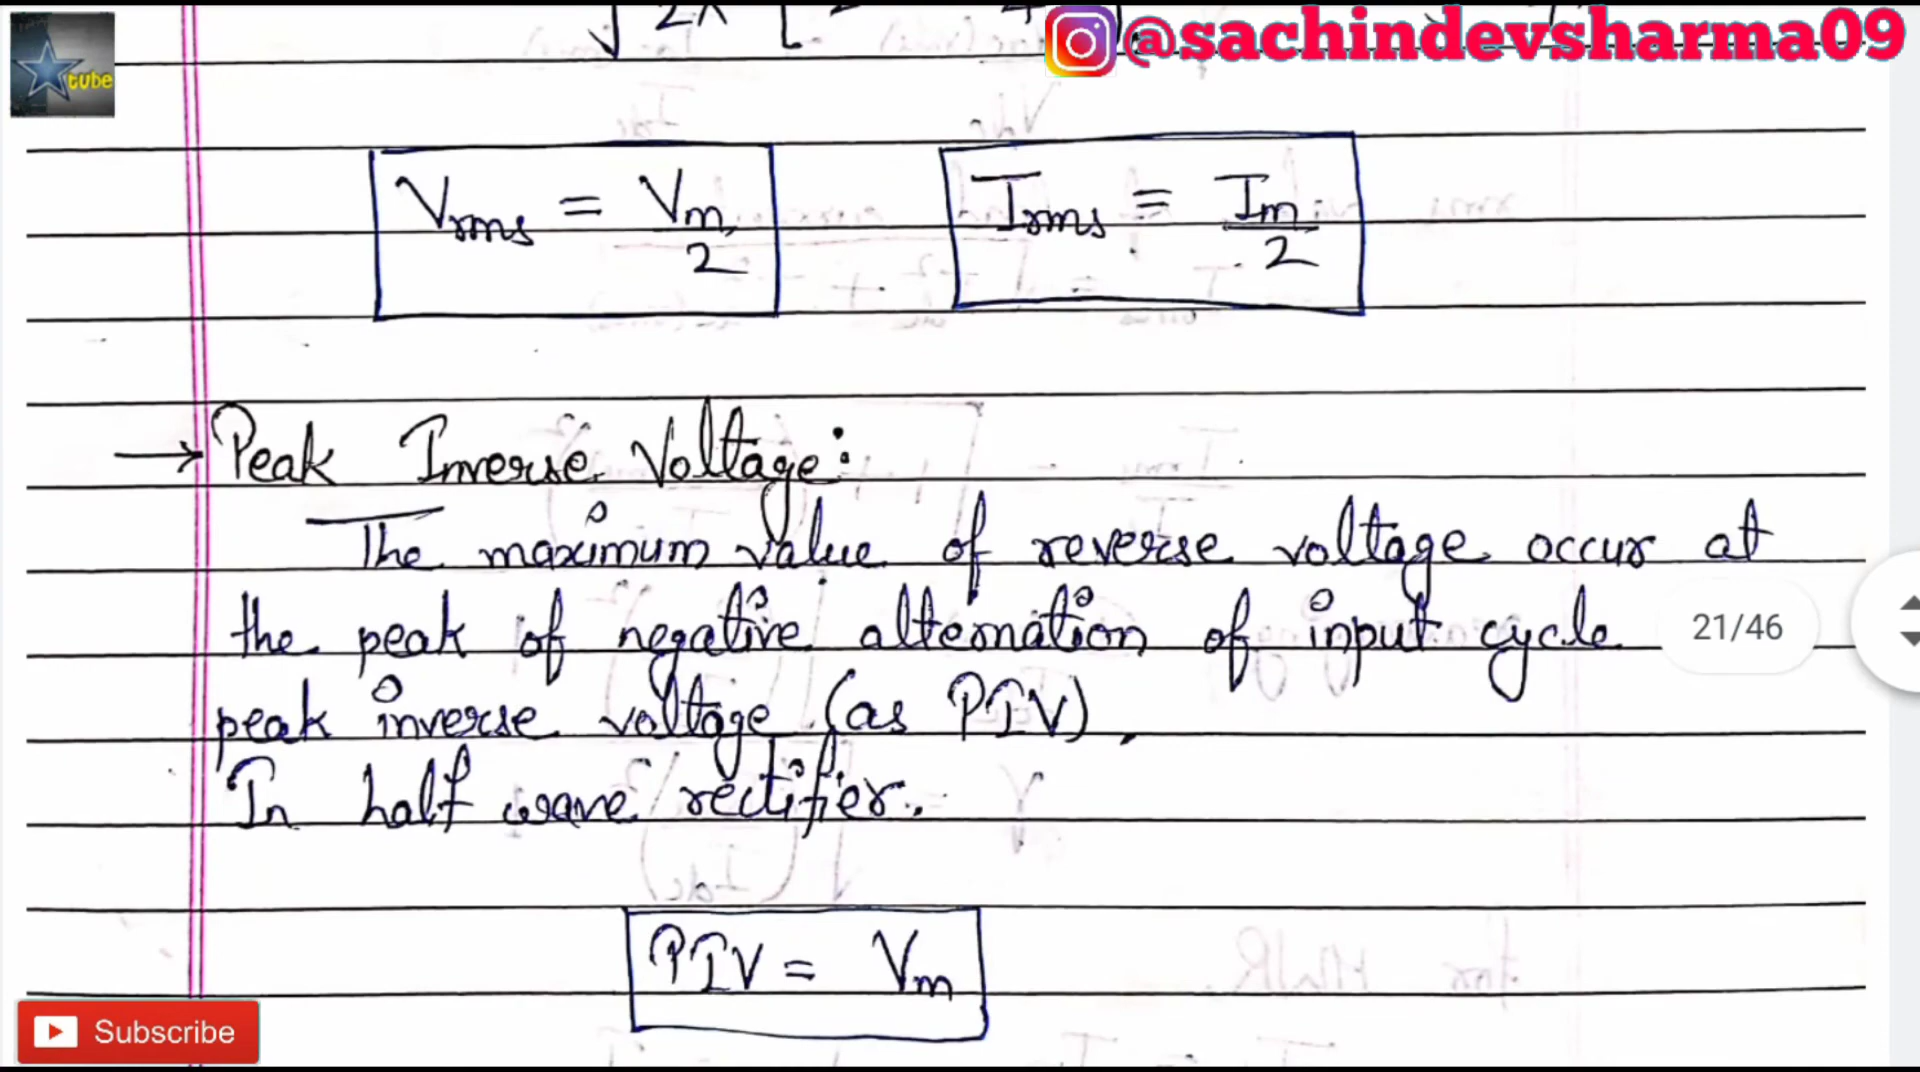 @sachindevsharma09
tube
Vrms = Vm/2
Irms = Im/2
→ Peak Inverse Voltage:
The maximum value of reverse voltage occur at
the peak of negative alternation of input cycle
21/46
peak inverse voltage (as PIV).
In half wave rectifier.
PIV = Vm
Subscribe